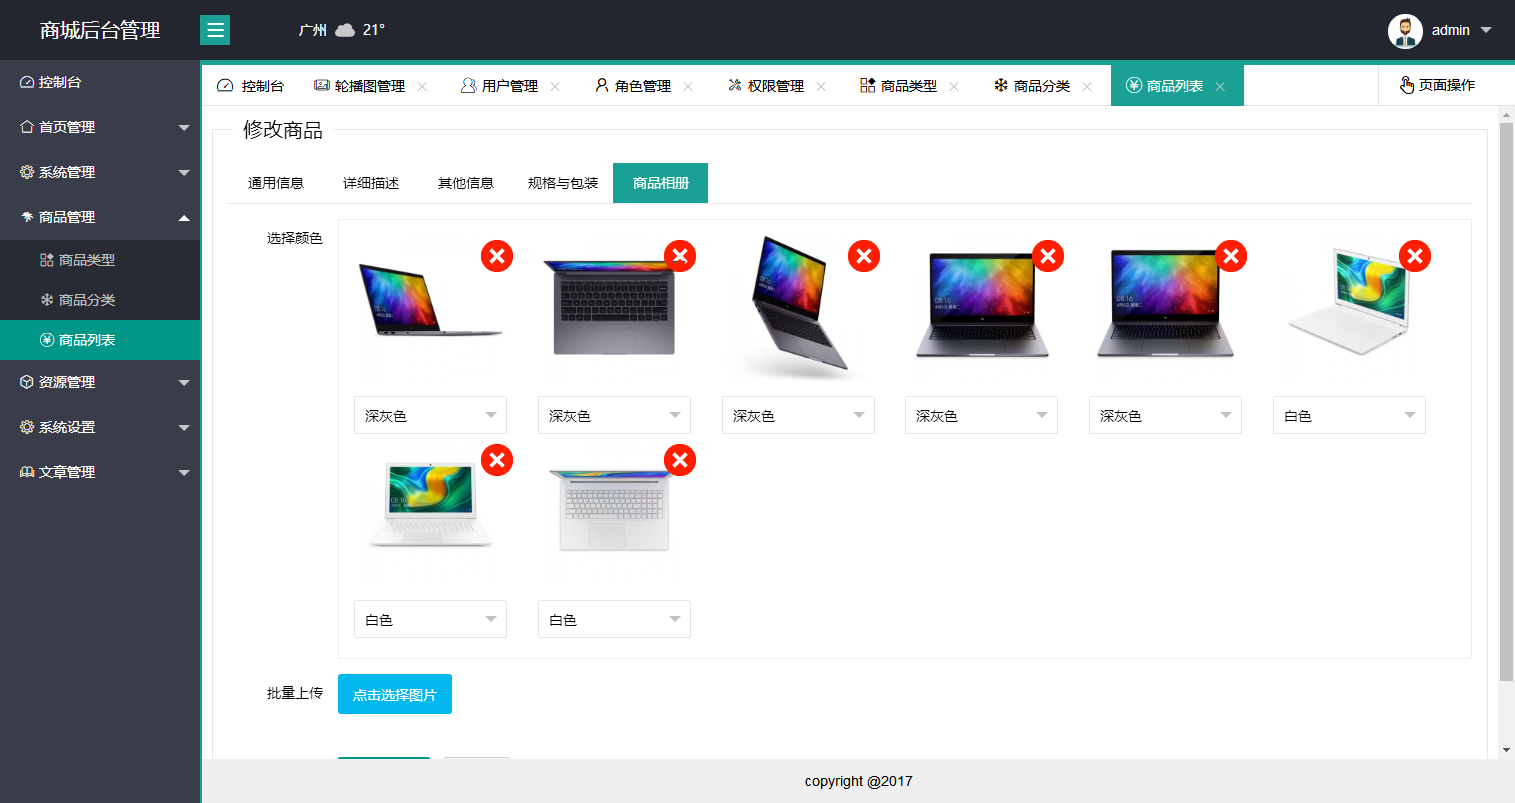 商城后台管理
广州 21°
admin
控制台
首页管理
系统管理
商品管理
商品类型
商品分类
商品列表
资源管理
系统设置
文章管理
控制台 轮播图管理 用户管理 角色管理 权限管理 商品类型 商品分类 商品列表 页面操作
修改商品
通用信息 详细描述 其他信息 规格与包装 商品相册
选择颜色
深灰色 深灰色 深灰色 深灰色 深灰色 白色
白色 白色
批量上传 点击选择图片
copyright @2017